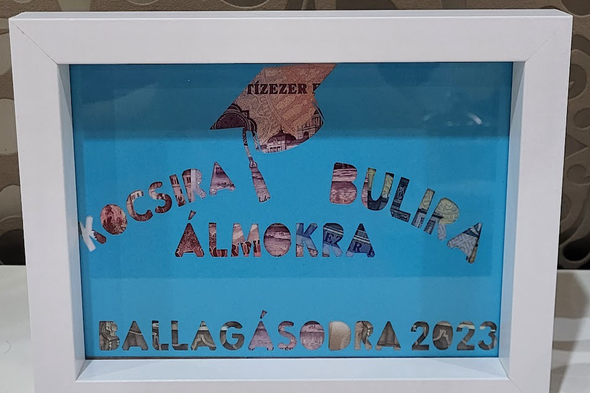 TÍZEZER F
KOCSIRA BULIRA
ÁLMOKRA
BALLAGÁSODRA 2023